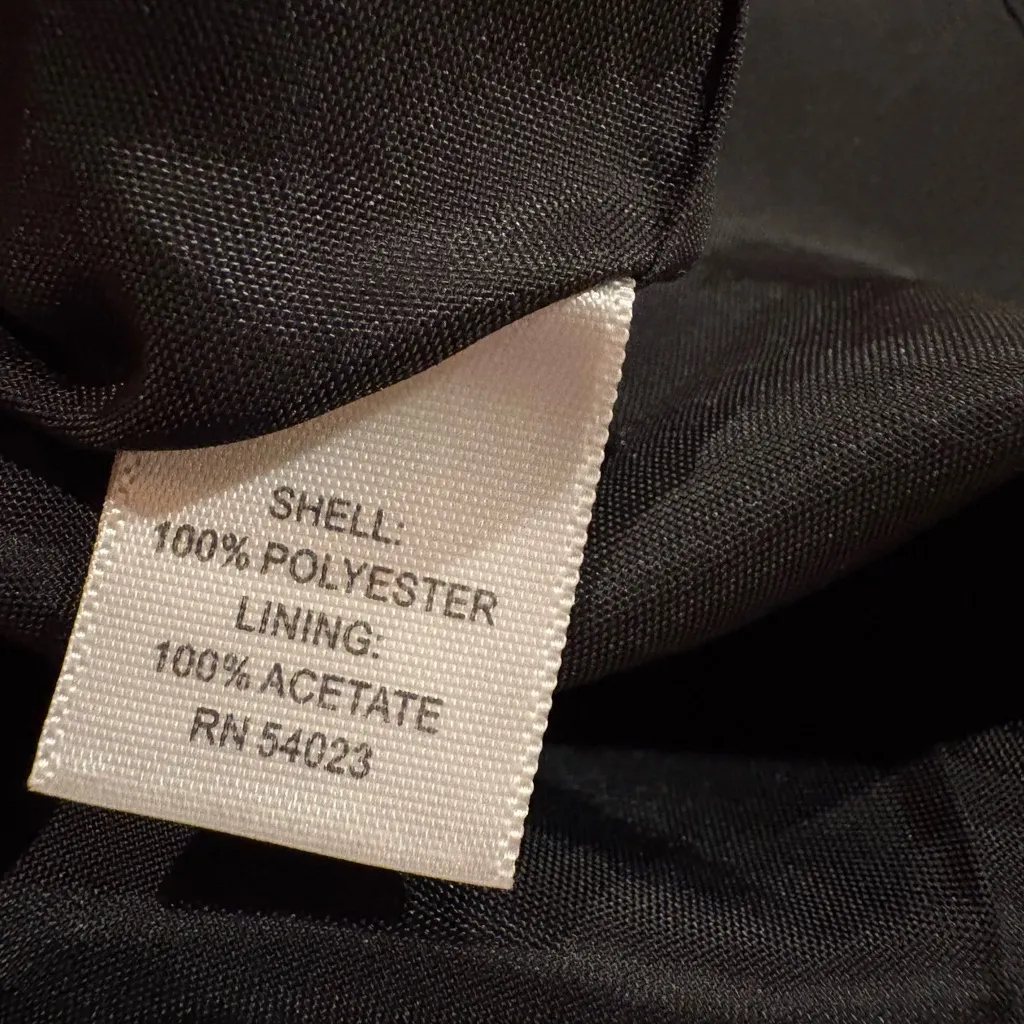 SHELL:
100% POLYESTER
LINING:
100% ACETATE
RN 54023